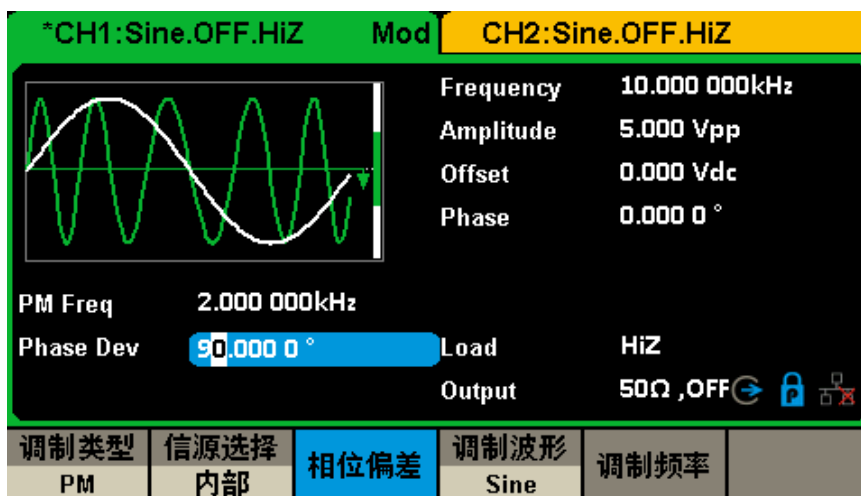 *CH1:Sine.OFF.HiZ Mod CH2:Sine.OFF.HiZ
Frequency 10.000 000kHz
Amplitude 5.000 Vpp
Offset 0.000 Vdc
Phase 0.000 0 °
PM Freq 2.000 000kHz
Phase Dev 90.000 0 °
Load HiZ
Output 50Ω ,OFF P
调制类型 信源选择 相位偏差 调制波形 调制频率
PM 内部 Sine